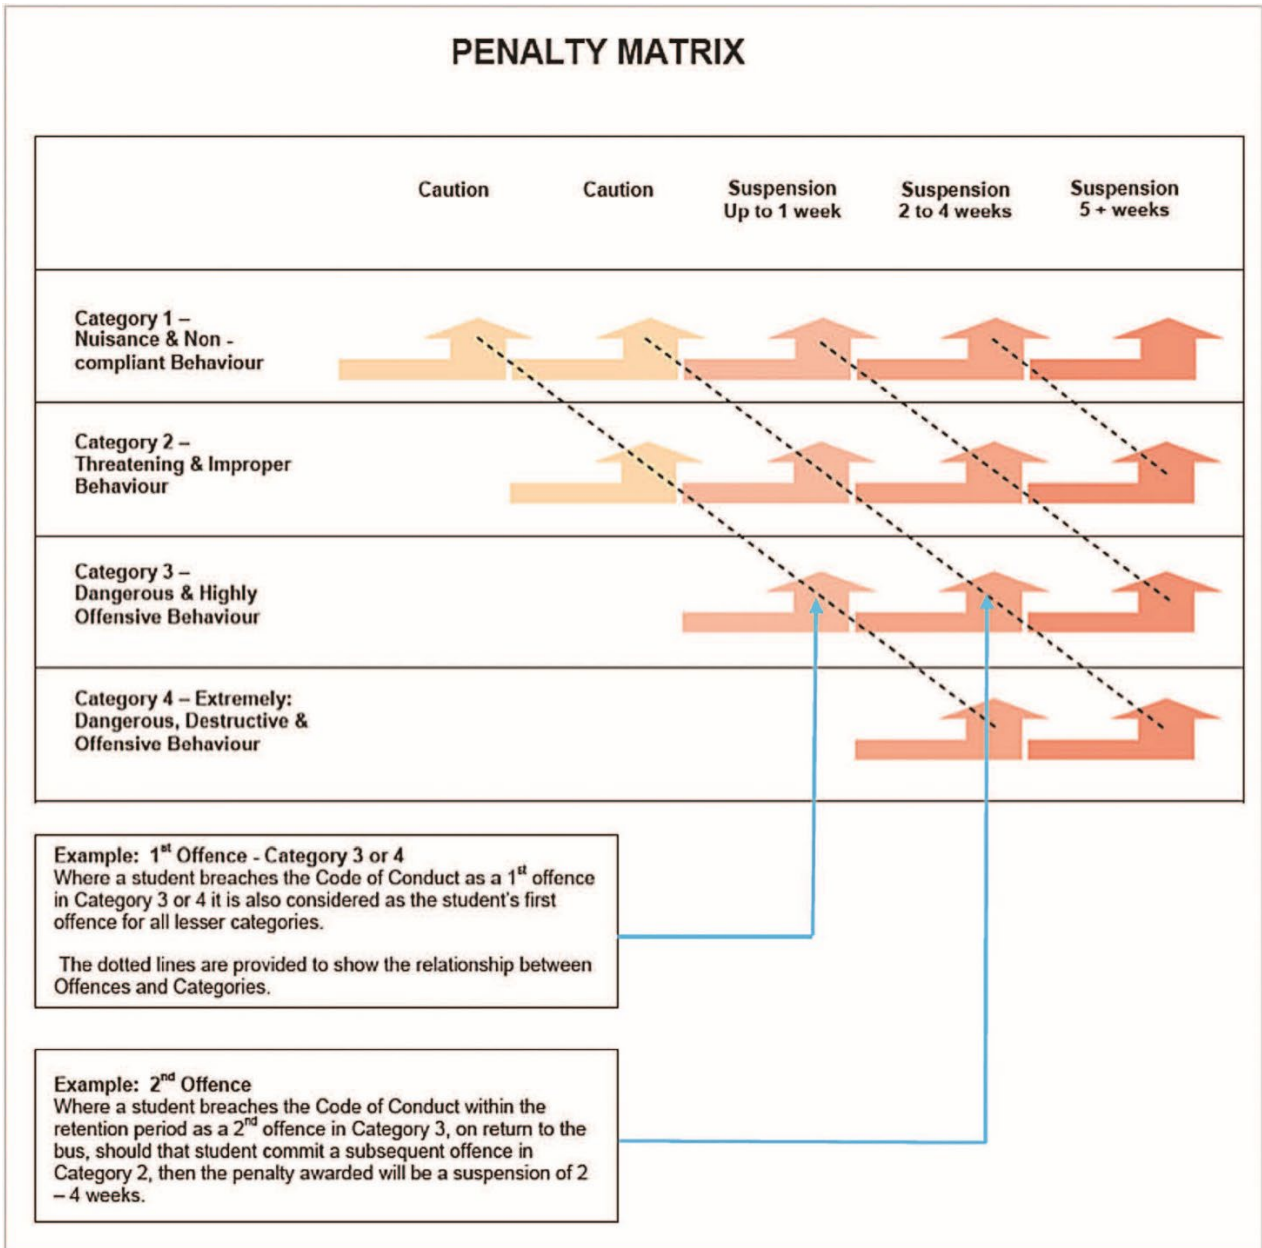 PENALTY MATRIX
Caution
Caution
Suspension
Up to 1 week
Suspension
2 to 4 weeks
Suspension
5 + weeks
Category 1 –
Nuisance & Non -
compliant Behaviour
Category 2 –
Threatening & Improper
Behaviour
Category 3 –
Dangerous & Highly
Offensive Behaviour
Category 4 – Extremely:
Dangerous, Destructive &
Offensive Behaviour
Example: 1st Offence - Category 3 or 4
Where a student breaches the Code of Conduct as a 1st offence
in Category 3 or 4 it is also considered as the student's first
offence for all lesser categories.
The dotted lines are provided to show the relationship between
Offences and Categories.
Example: 2nd Offence
Where a student breaches the Code of Conduct within the
retention period as a 2nd offence in Category 3, on return to the
bus, should that student commit a subsequent offence in
Category 2, then the penalty awarded will be a suspension of 2
– 4 weeks.